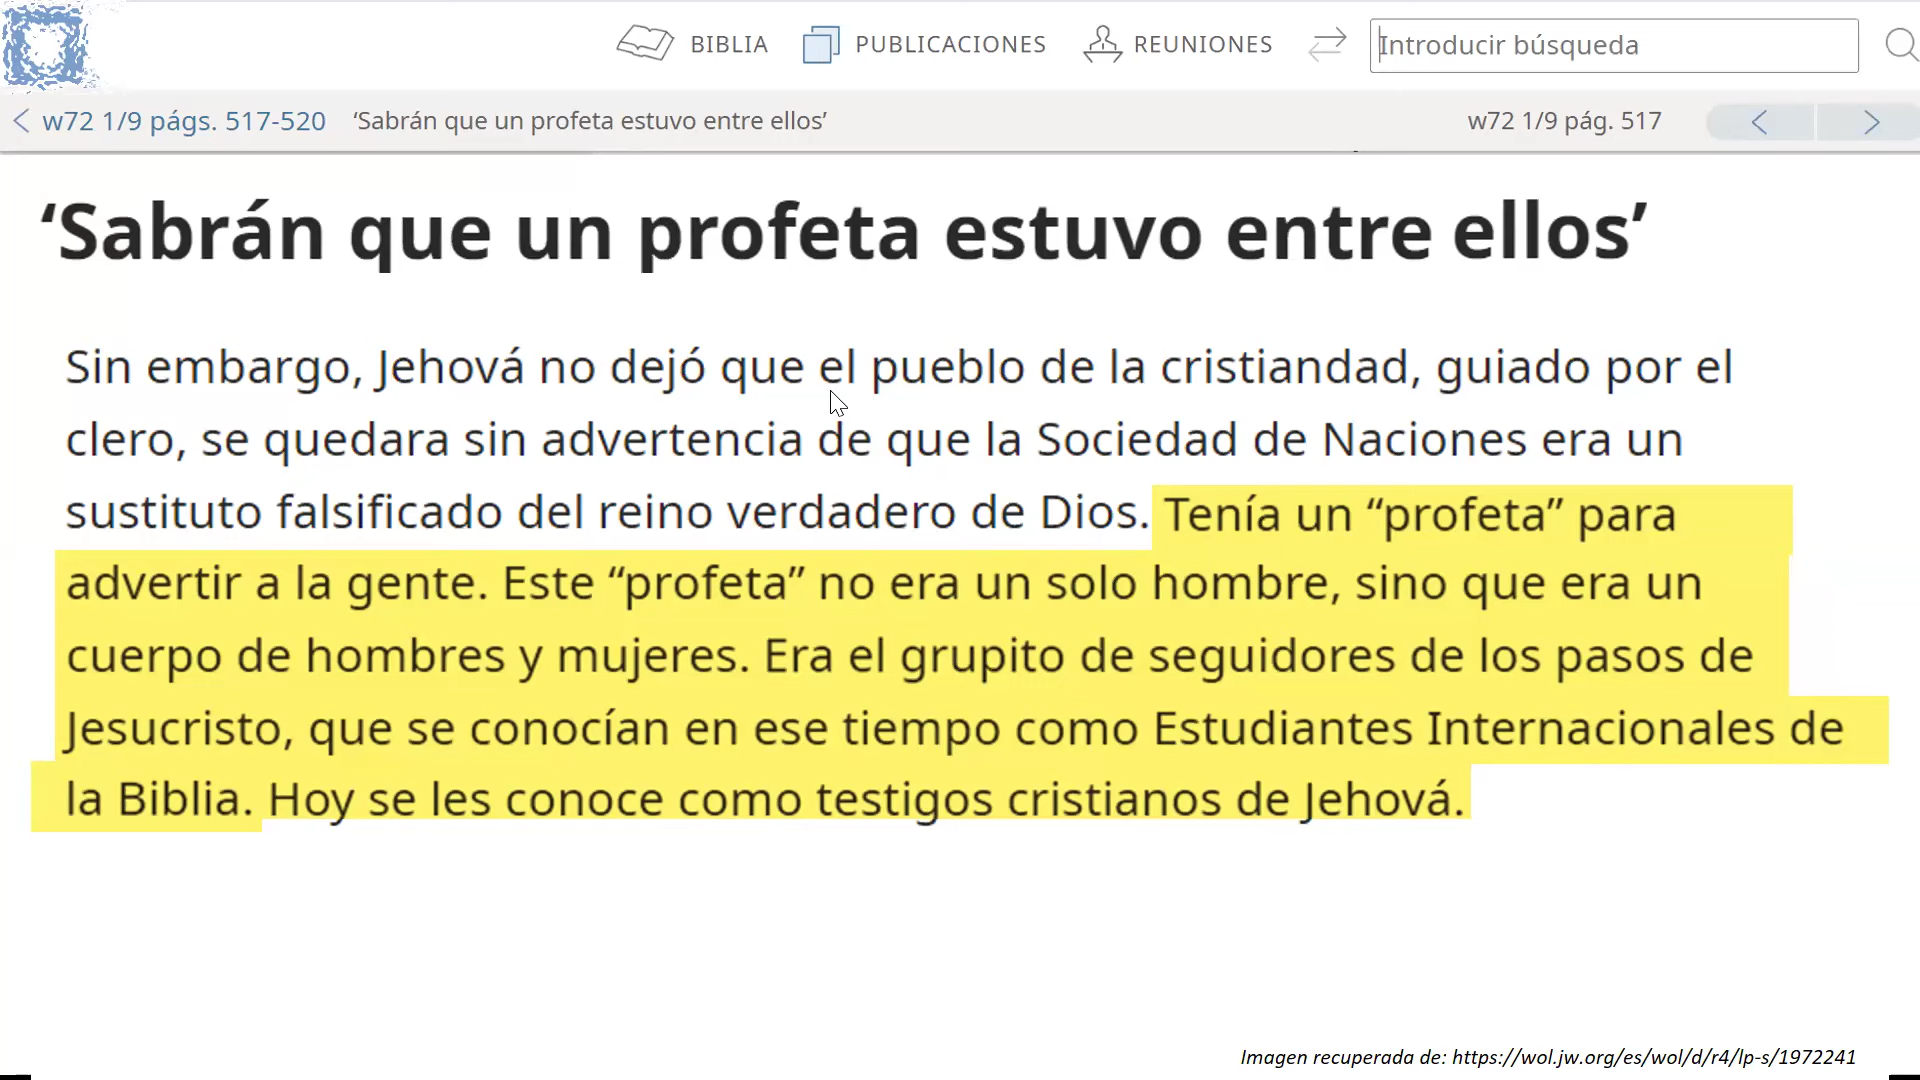 BIBLIA PUBLICACIONES REUNIONES Introducir búsqueda
w72 1/9 págs. 517-520 ‘Sabrán que un profeta estuvo entre ellos’ w72 1/9 pág. 517
‘Sabrán que un profeta estuvo entre ellos’
Sin embargo, Jehová no dejó que el pueblo de la cristiandad, guiado por el
clero, se quedara sin advertencia de que la Sociedad de Naciones era un
sustituto falsificado del reino verdadero de Dios. Tenía un “profeta” para
advertir a la gente. Este “profeta” no era un solo hombre, sino que era un
cuerpo de hombres y mujeres. Era el grupito de seguidores de los pasos de
Jesucristo, que se conocían en ese tiempo como Estudiantes Internacionales de
la Biblia. Hoy se les conoce como testigos cristianos de Jehová.
Imagen recuperada de: https://wol.jw.org/es/wol/d/r4/lp-s/1972241